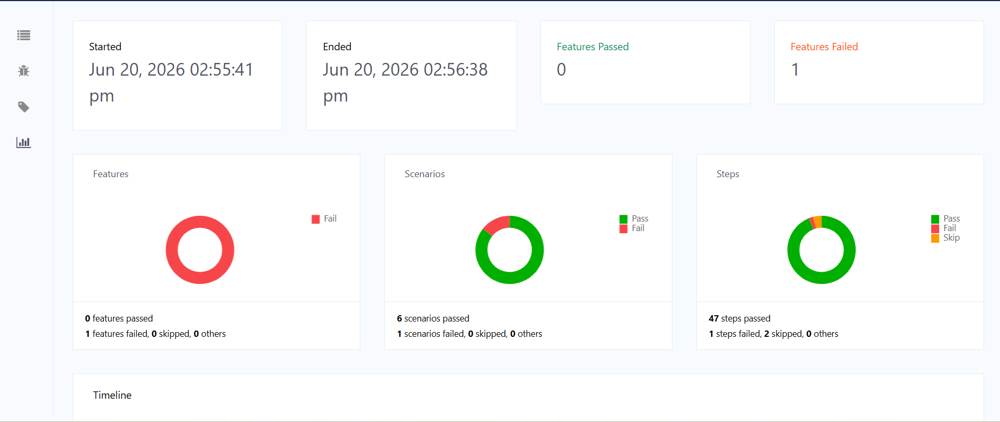 Started
Jun 20, 2026 02:55:41
pm
Ended
Jun 20, 2026 02:56:38
pm
Features Passed
0
Features Failed
1
Features
Fail
0 features passed
1 features failed, 0 skipped, 0 others
Scenarios
Pass
Fail
6 scenarios passed
1 scenarios failed, 0 skipped, 0 others
Steps
Pass
Fail
Skip
47 steps passed
1 steps failed, 2 skipped, 0 others
Timeline